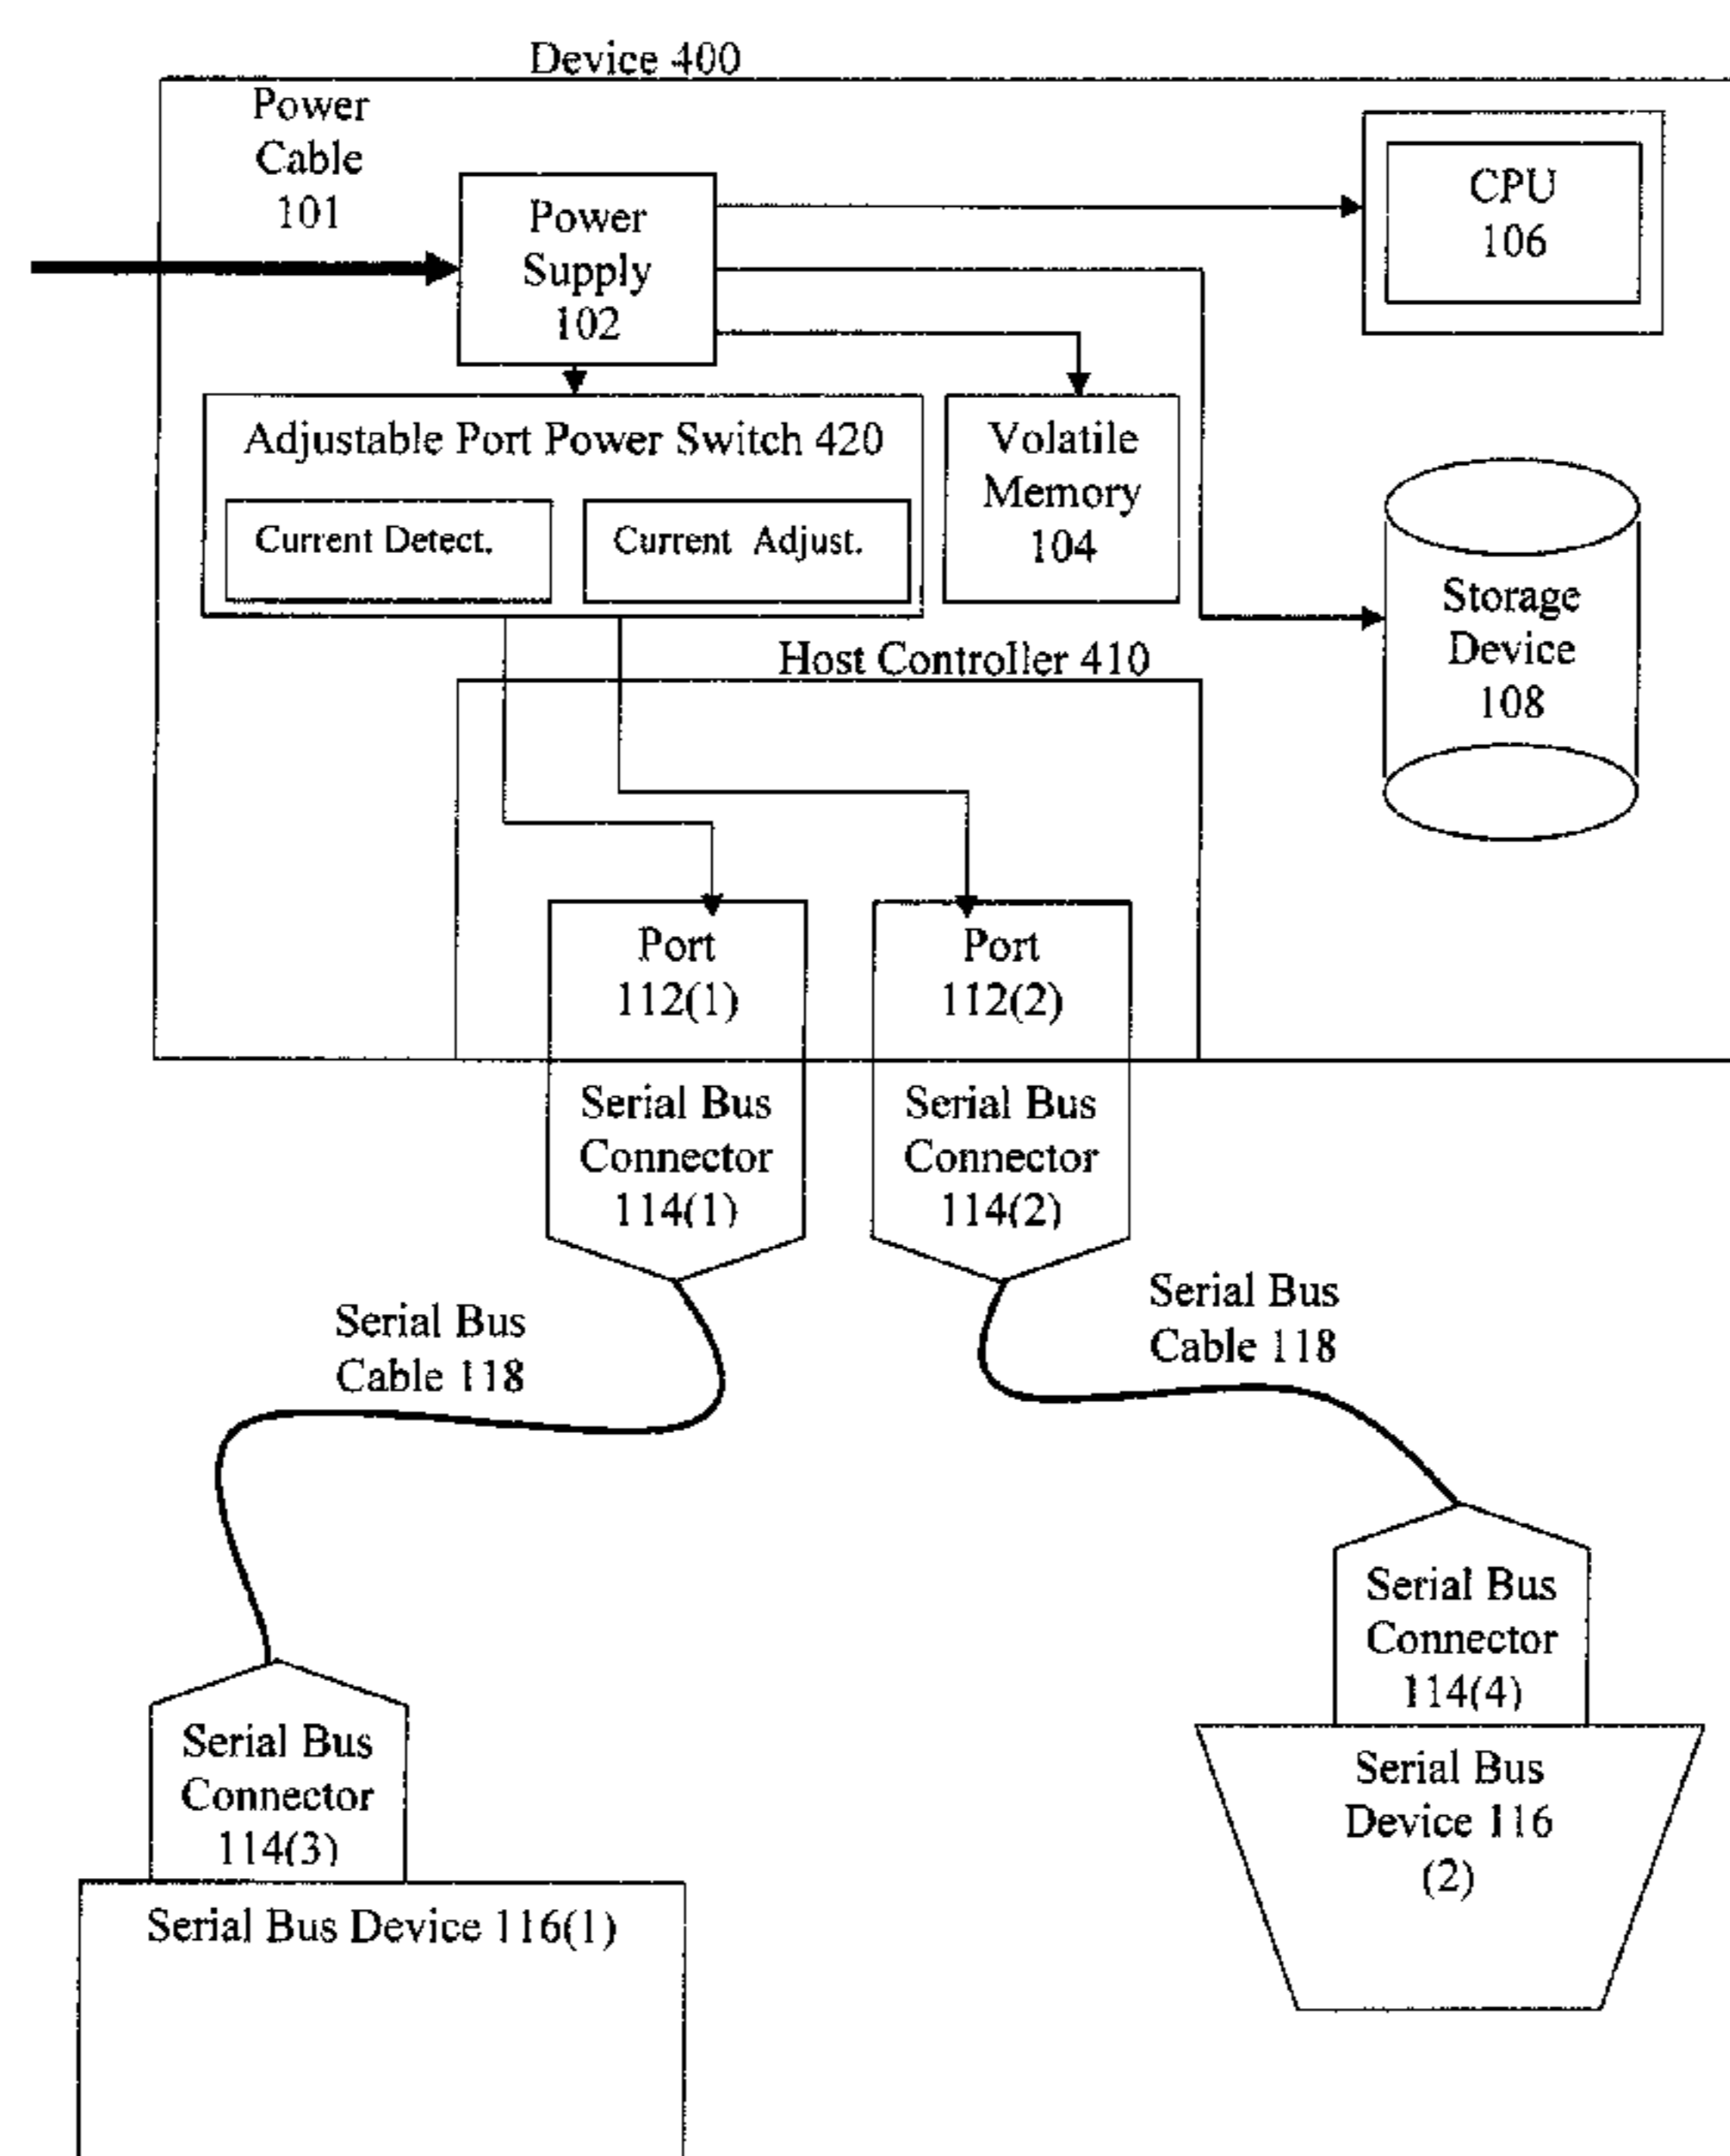 Device 400
Power
Cable
101
Power
Supply
102
CPU
106
Adjustable Port Power Switch 420
Current Detect.
Current Adjust.
Volatile
Memory
104
Storage
Device
108
Host Controller 410
Port
112(1)
Port
112(2)
Serial Bus
Connector
114(1)
Serial Bus
Connector
114(2)
Serial Bus
Cable 118
Serial Bus
Cable 118
Serial Bus
Connector
114(4)
Serial Bus
Device 116
(2)
Serial Bus
Connector
114(3)
Serial Bus Device 116(1)